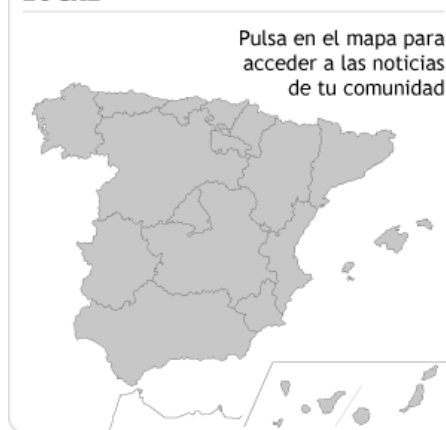 Pulsa en el mapa para
acceder a las noticias
de tu comunidad